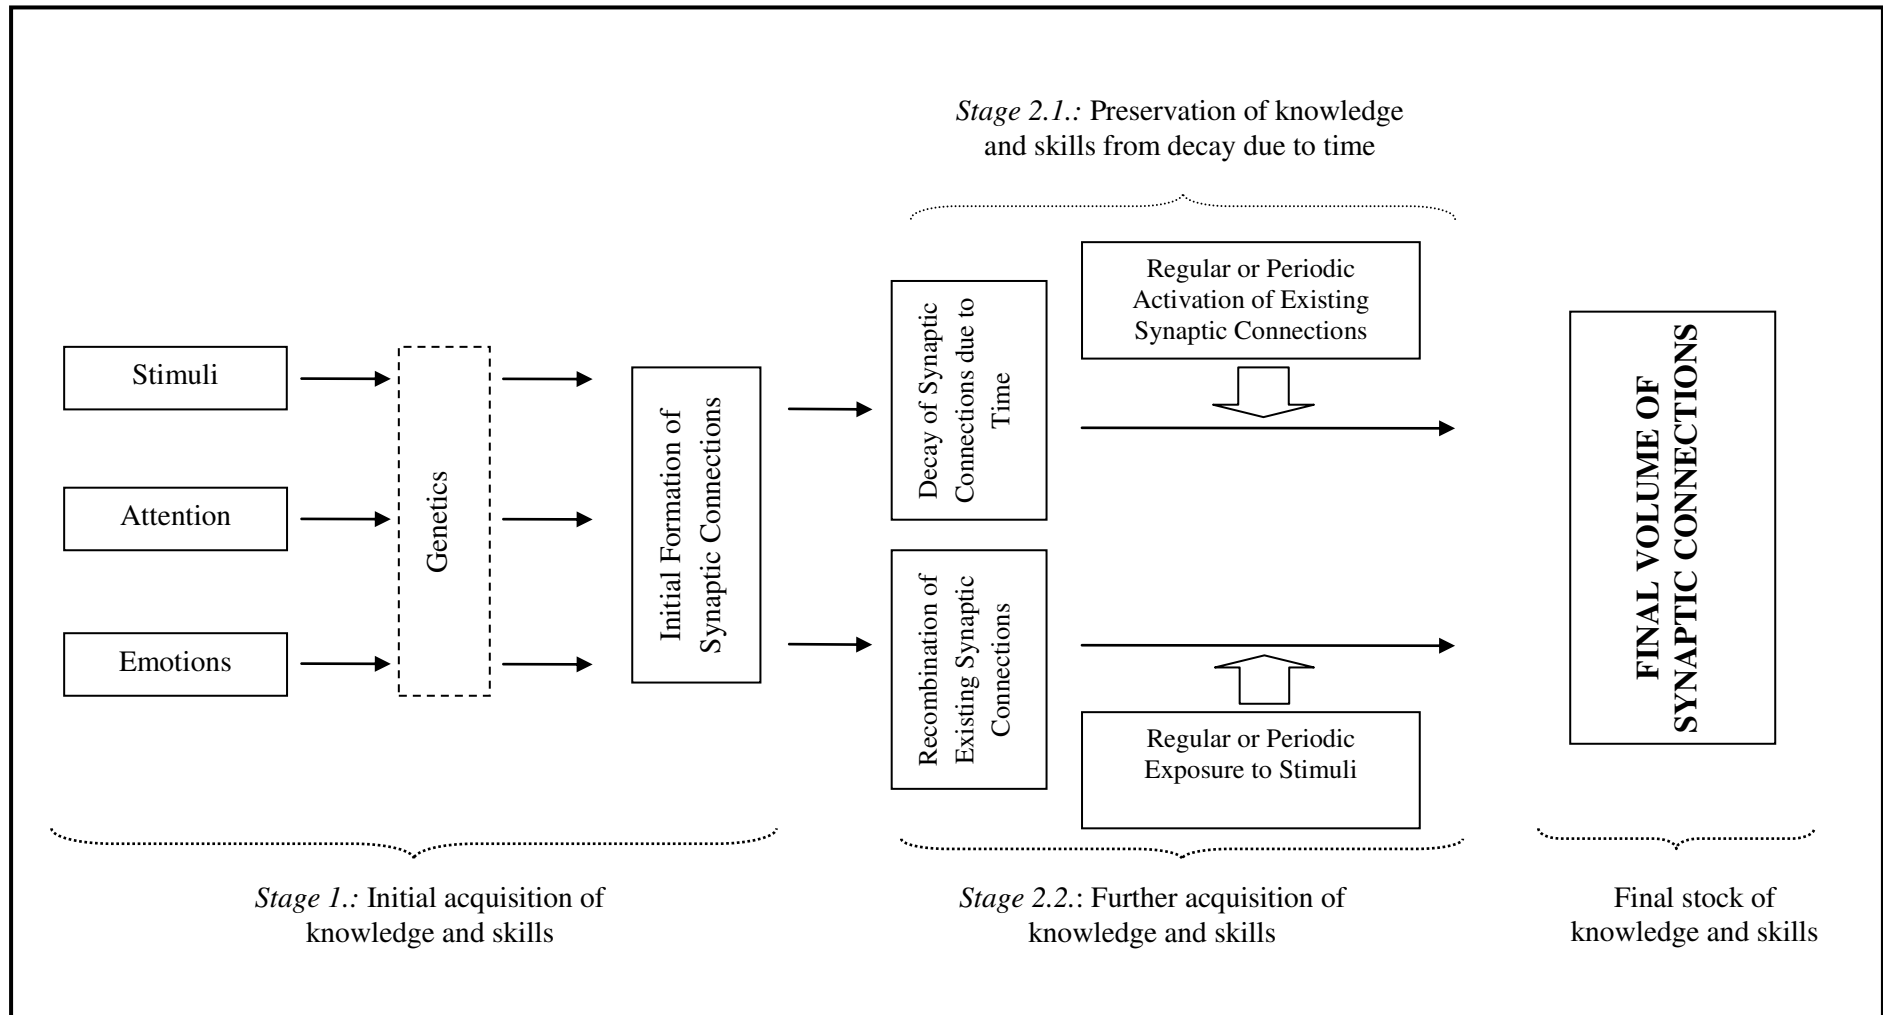 Stage 2.1.: Preservation of knowledge
and skills from decay due to time
Stimuli
Attention
Emotions
Genetics
Initial Formation of
Synaptic Connections
Decay of Synaptic
Connections due to
Time
Regular or Periodic
Activation of Existing
Synaptic Connections
Recombination of
Existing Synaptic
Connections
Regular or Periodic
Exposure to Stimuli
FINAL VOLUME OF
SYNAPTIC CONNECTIONS
Stage 1.: Initial acquisition of
knowledge and skills
Stage 2.2.: Further acquisition of
knowledge and skills
Final stock of
knowledge and skills